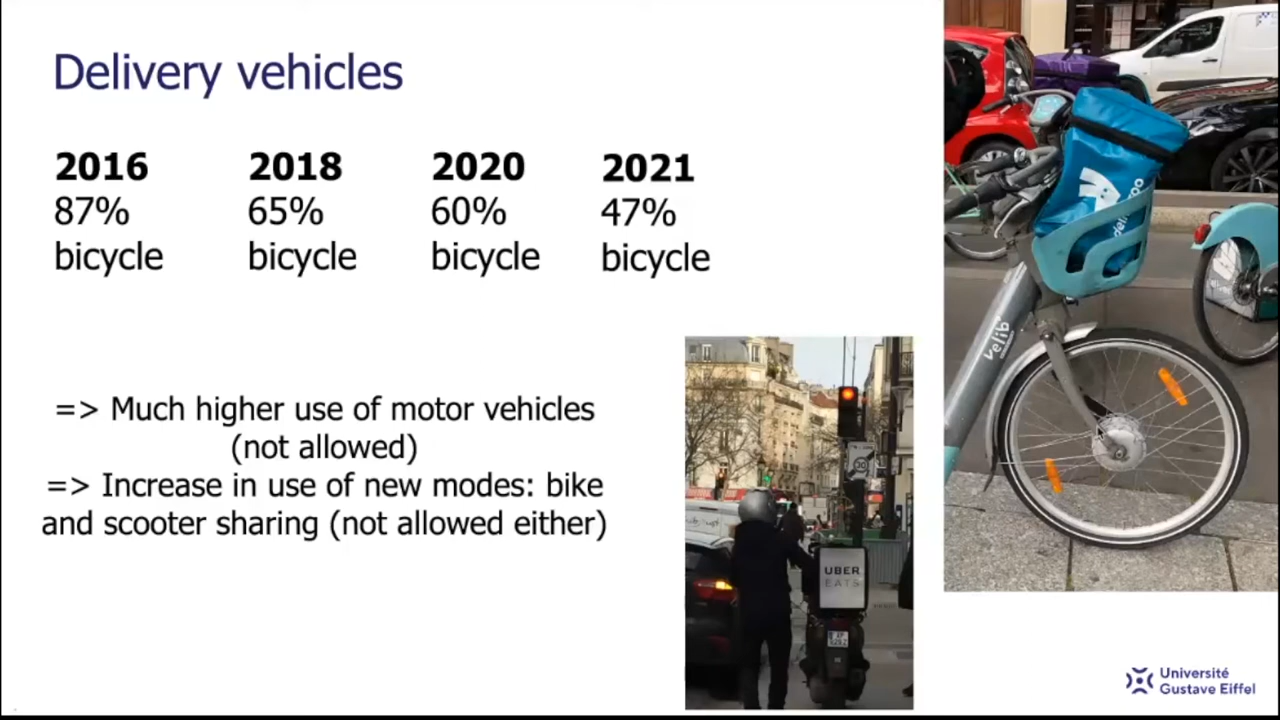 Delivery vehicles
2016
87%
bicycle
2018
65%
bicycle
2020
60%
bicycle
2021
47%
bicycle
=> Much higher use of motor vehicles
(not allowed)
=> Increase in use of new modes: bike
and scooter sharing (not allowed either)
30
UBER
EATS
velib'
Université
Gustave Eiffel